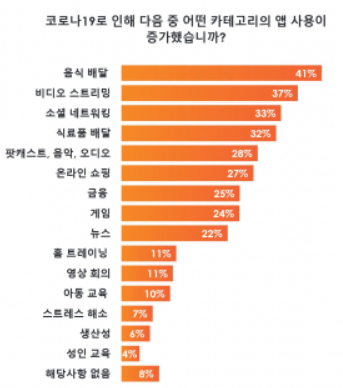 코로나19로 인해 다음 중 어떤 카테고리의 앱 사용이
증가했습니까?
음식 배달 41%
비디오 스트리밍 37%
소셜 네트워킹 33%
식료품 배달 32%
팟캐스트, 음악, 오디오 28%
온라인 쇼핑 27%
금융 25%
게임 24%
뉴스 22%
홈 트레이닝 11%
영상 회의 11%
아동 교육 10%
스트레스 해소 7%
생산성 6%
성인 교육 4%
해당사항 없음 8%